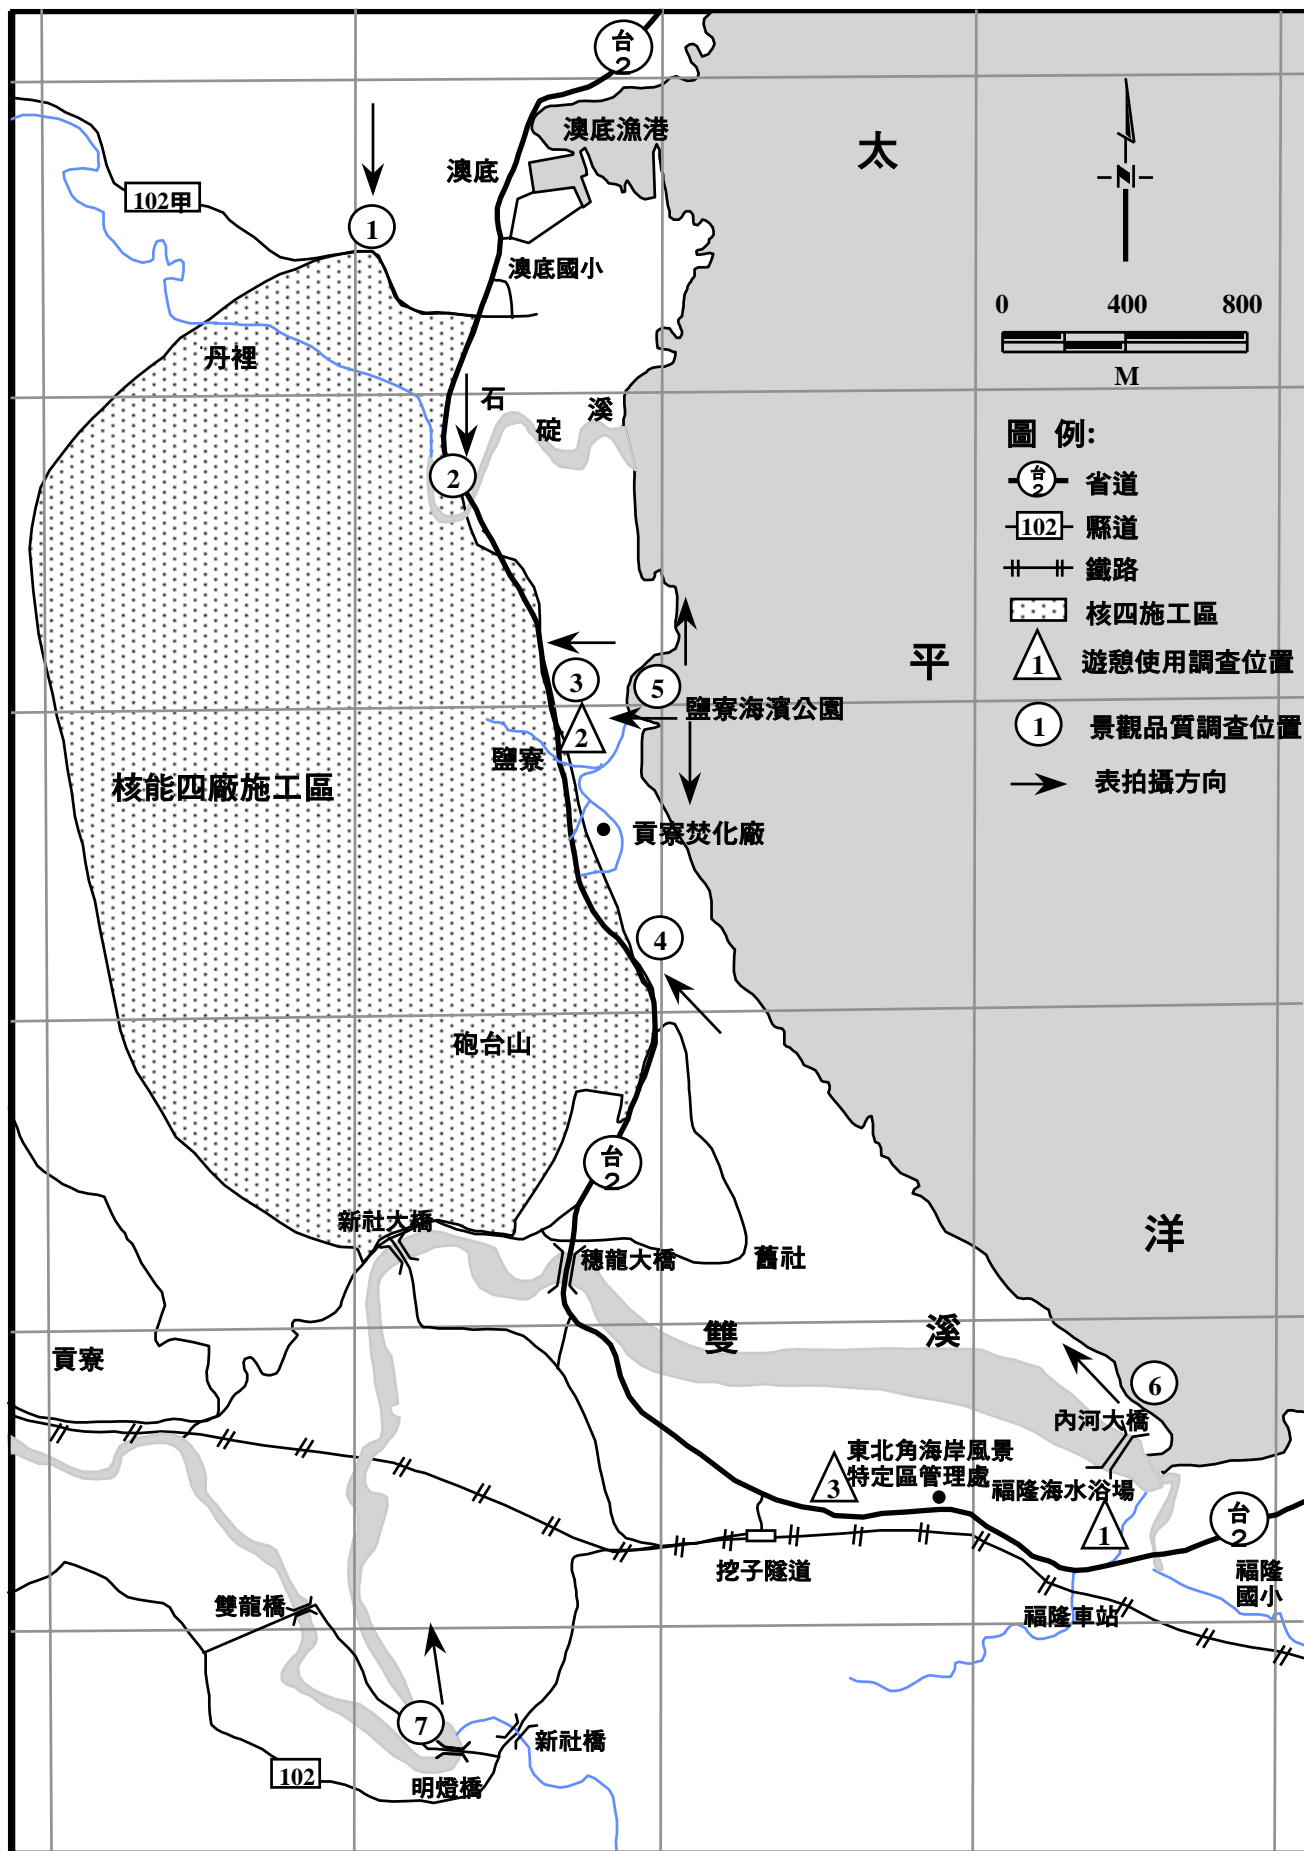 台
2
澳底漁港
太
澳底
102甲
1
澳底國小
0 400 800
M
丹裡
石
碇
溪
2
圖 例:
台
2
省道
102
縣道
鐵路
核四施工區
1
遊憩使用調查位置
1
景觀品質調查位置
表拍攝方向
平
3
5
鹽寮海濱公園
2
鹽寮
核能四廠施工區
貢寮焚化廠
4
砲台山
台
2
新社大橋
穗龍大橋
舊社
洋
雙
溪
貢寮
6
內河大橋
東北角海岸風景
特定區管理處
3
福隆海水浴場
1
台
2
挖子隧道
福隆
國小
福隆車站
雙龍橋
7
新社橋
102
明燈橋
N